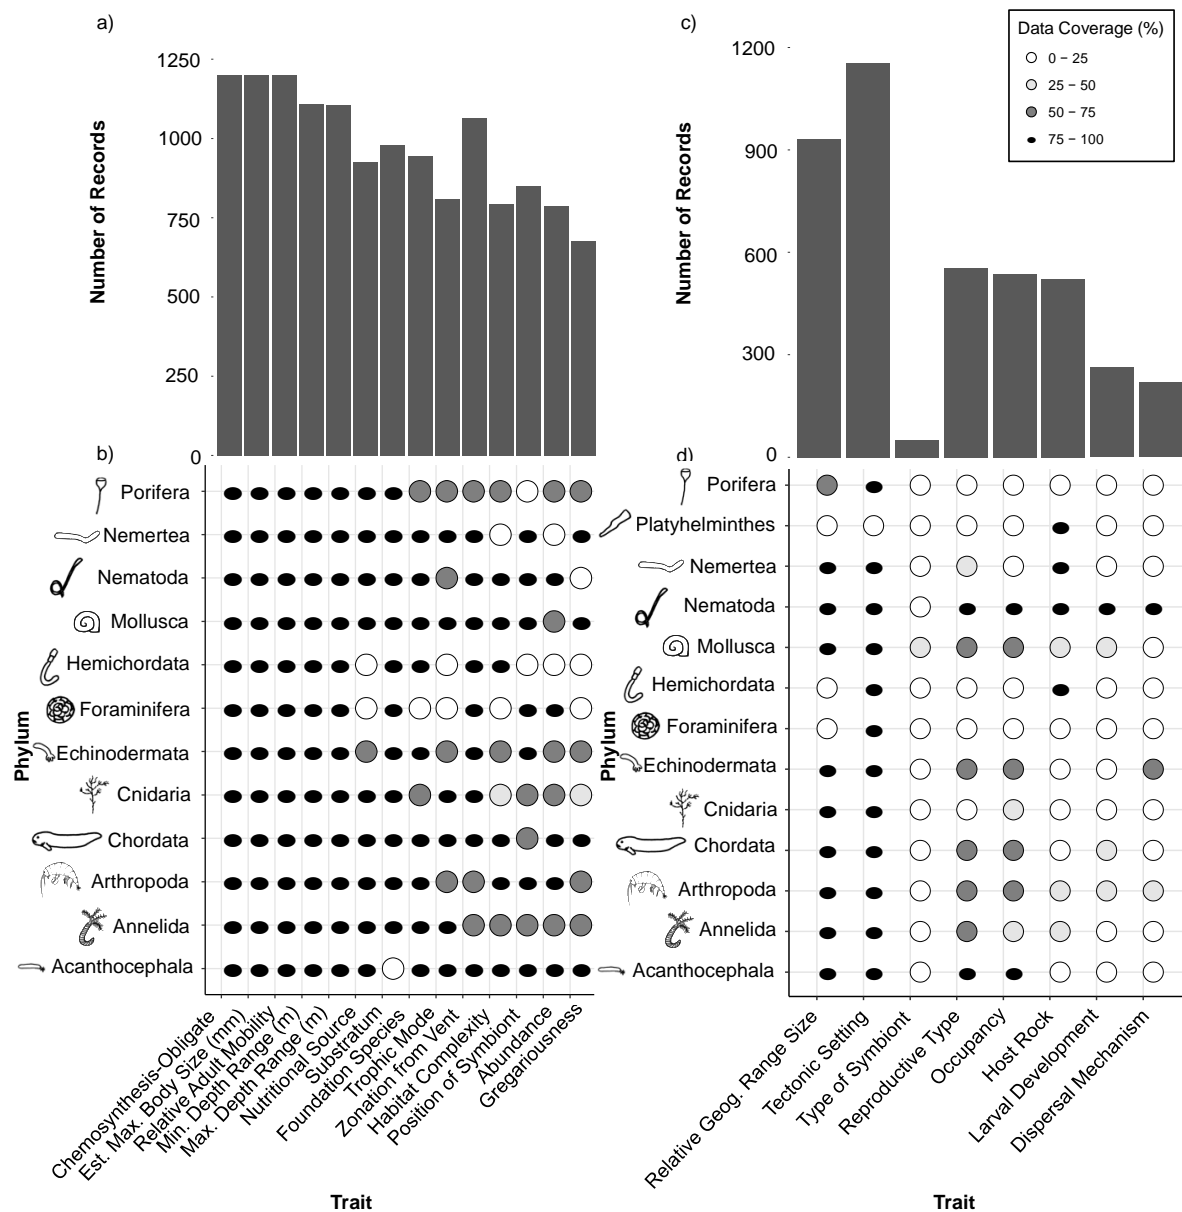 a)
Number of Records
1250
1000
750
500
250
0
b)
Phylum
Porifera
Nemertea
Nematoda
Mollusca
Hemichordata
Foraminifera
Echinodermata
Cnidaria
Chordata
Arthropoda
Annelida
Acanthocephala
Chemosynthesis-Obligate
Est. Max. Body Size (mm)
Relative Adult Mobility
Min. Depth Range (m)
Max. Depth Range (m)
Nutritional Source
Substratum
Foundation Species
Trophic Mode
Zonation from Vent
Habitat Complexity
Position of Symbiont
Abundance
Gregariousness
Trait
c)
Number of Records
1200
900
600
300
0
Data Coverage (%)
0 − 25
25 − 50
50 − 75
75 − 100
d)
Phylum
Porifera
Platyhelminthes
Nemertea
Nematoda
Mollusca
Hemichordata
Foraminifera
Echinodermata
Cnidaria
Chordata
Arthropoda
Annelida
Acanthocephala
Relative Geog. Range Size
Tectonic Setting
Type of Symbiont
Reproductive Type
Occupancy
Host Rock
Larval Development
Dispersal Mechanism
Trait